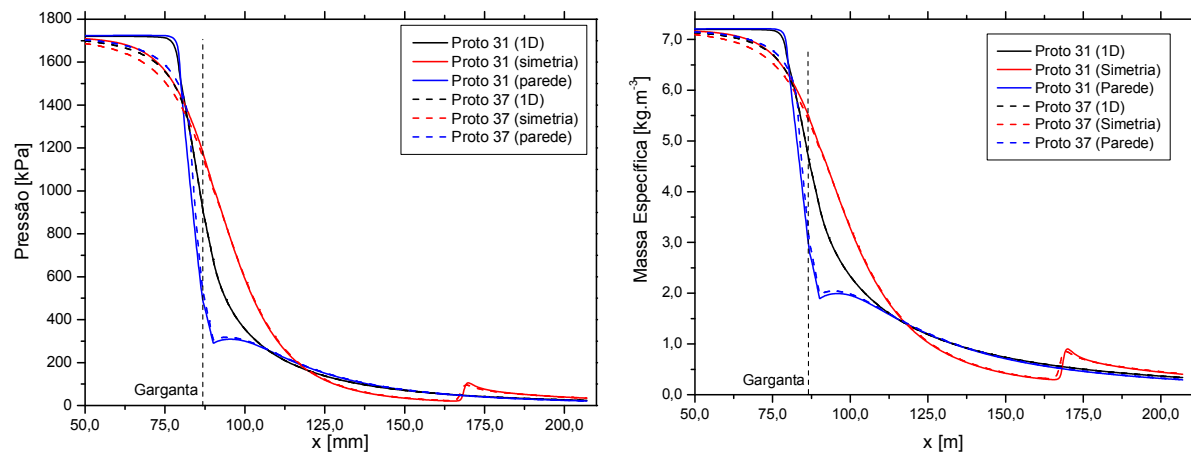 Pressão [kPa]
1800
1600
1400
1200
1000
800
600
400
200
0
50,0
75,0
100,0
125,0
150,0
175,0
200,0
x [mm]
Garganta
Proto 31 (1D)
Proto 31 (simetria)
Proto 31 (parede)
Proto 37 (1D)
Proto 37 (simetria)
Proto 37 (parede)
Massa Específica [kg.m⁻³]
7,0
6,0
5,0
4,0
3,0
2,0
1,0
0,0
50,0
75,0
100,0
125,0
150,0
175,0
200,0
x [m]
Garganta
Proto 31 (1D)
Proto 31 (Simetria)
Proto 31 (Parede)
Proto 37 (1D)
Proto 37 (Simetria)
Proto 37 (Parede)